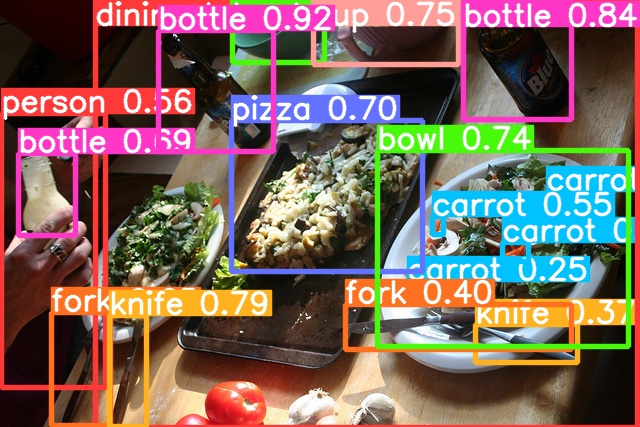 dinin
bottle 0.92
up 0.75
bottle 0.84
person 0.56
pizza 0.70
bottle 0.69
bowl 0.74
Blue
carrot
carrot 0.55
carrot 0
carrot 0.25
fork
knife 0.79
fork 0.40
knife 0.37